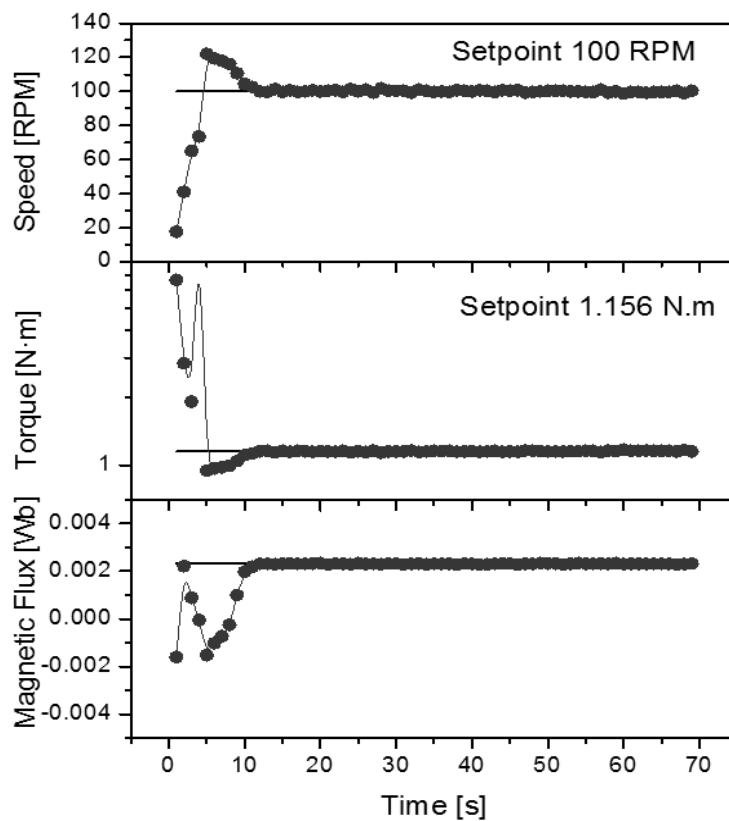 140
120
100
80
60
40
20
0
Speed [RPM]
Setpoint 100 RPM
1
Torque [N·m]
Setpoint 1.156 N.m
0.004
0.002
0.000
-0.002
-0.004
Magnetic Flux [Wb]
0 10 20 30 40 50 60 70
Time [s]